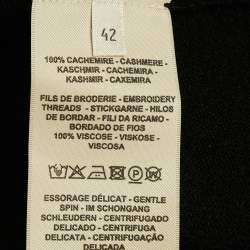 42
100% CACHEMIRE - CASHMERE -
KASCHMIR - CACHEMIRA -
KASHMIR - CAXEMIRA
FILS DE BRODERIE - EMBROIDERY
THREADS - STICKGARNE - HILOS
DE BORDAR - FILI DA RICAMO -
BORDADO DE FIOS
100% VISCOSE - VISKOSE -
VISCOSA
ESSORAGE DÉLICAT - GENTLE
SPIN - IM SCHONGANG
SCHLEUDERN - CENTRIFUGADO
DELICADO - CENTRIFUGA
DELICATA - CENTRIFUGAÇÃO
DELICADA